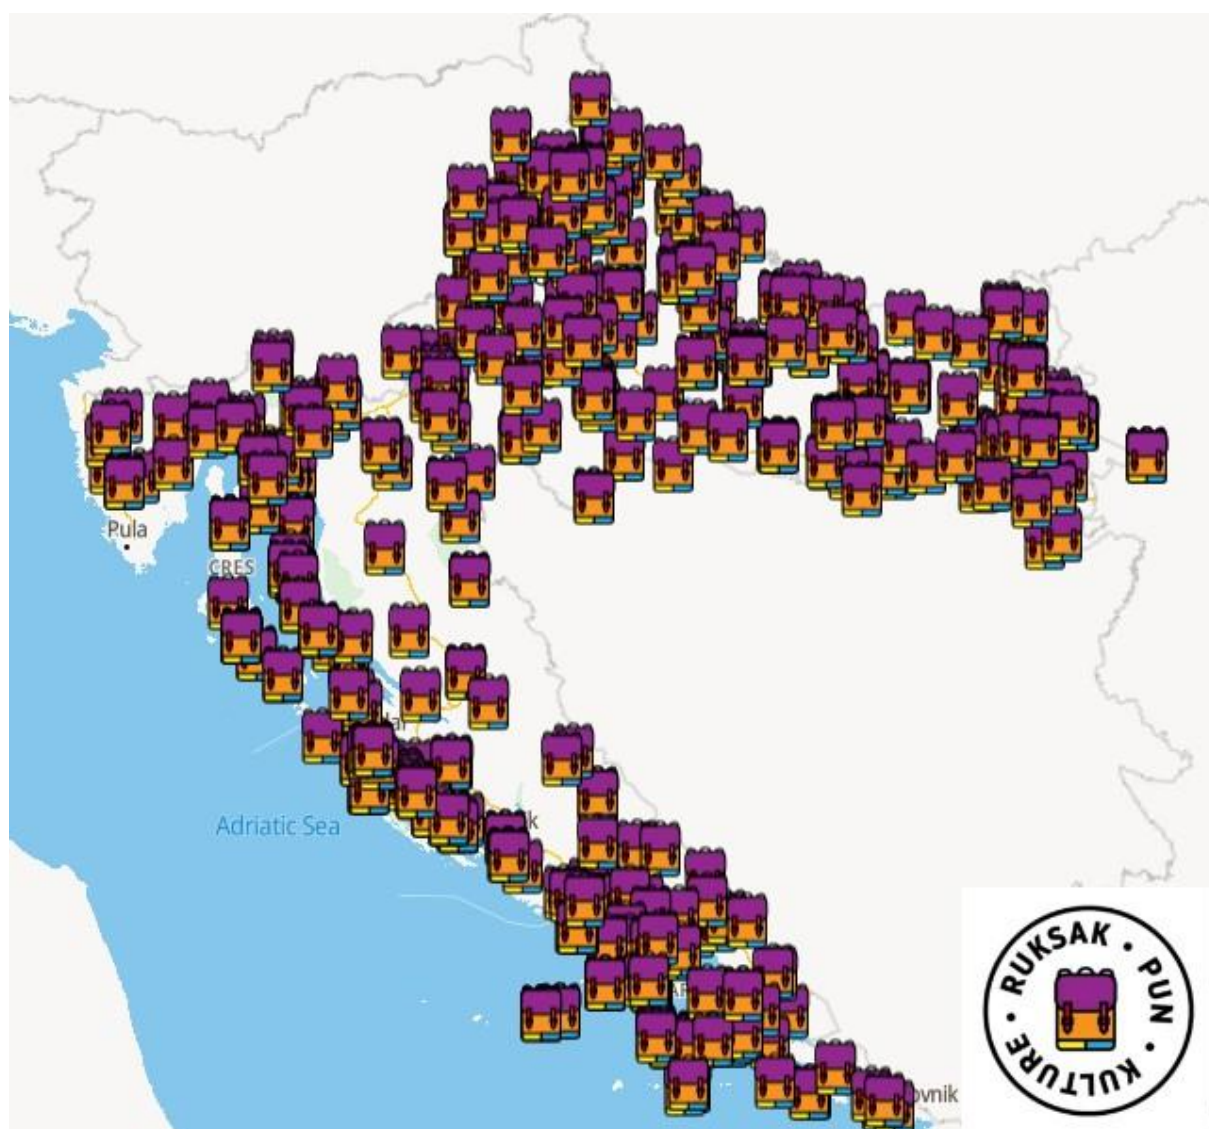 Pula
CRES
Adriatic Sea
RUKSAK • PUN • KULTURE •